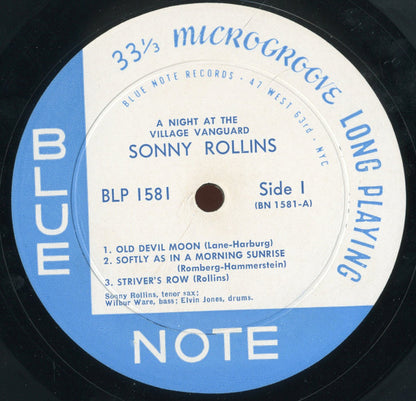 33⅓ MICROGROOVE LONG PLAYING
BLUE NOTE RECORDS · 47 WEST 63rd · NYC
A NIGHT AT THE
VILLAGE VANGUARD
SONNY ROLLINS
BLP 1581
Side 1
(BN 1581-A)
1. OLD DEVIL MOON (Lane-Harburg)
2. SOFTLY AS IN A MORNING SUNRISE
(Romberg-Hammerstein)
3. STRIVER'S ROW (Rollins)
Sonny Rollins, tenor sax;
Wilbur Ware, bass; Elvin Jones, drums.
BLUE
NOTE